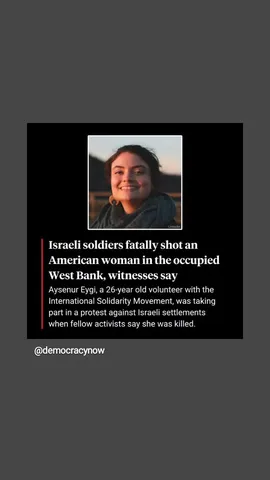 Israeli soldiers fatally shot an
American woman in the occupied
West Bank, witnesses say
Aysenur Eygi, a 26-year old volunteer with the
International Solidarity Movement, was taking
part in a protest against Israeli settlements
when fellow activists say she was killed.
@democracynow